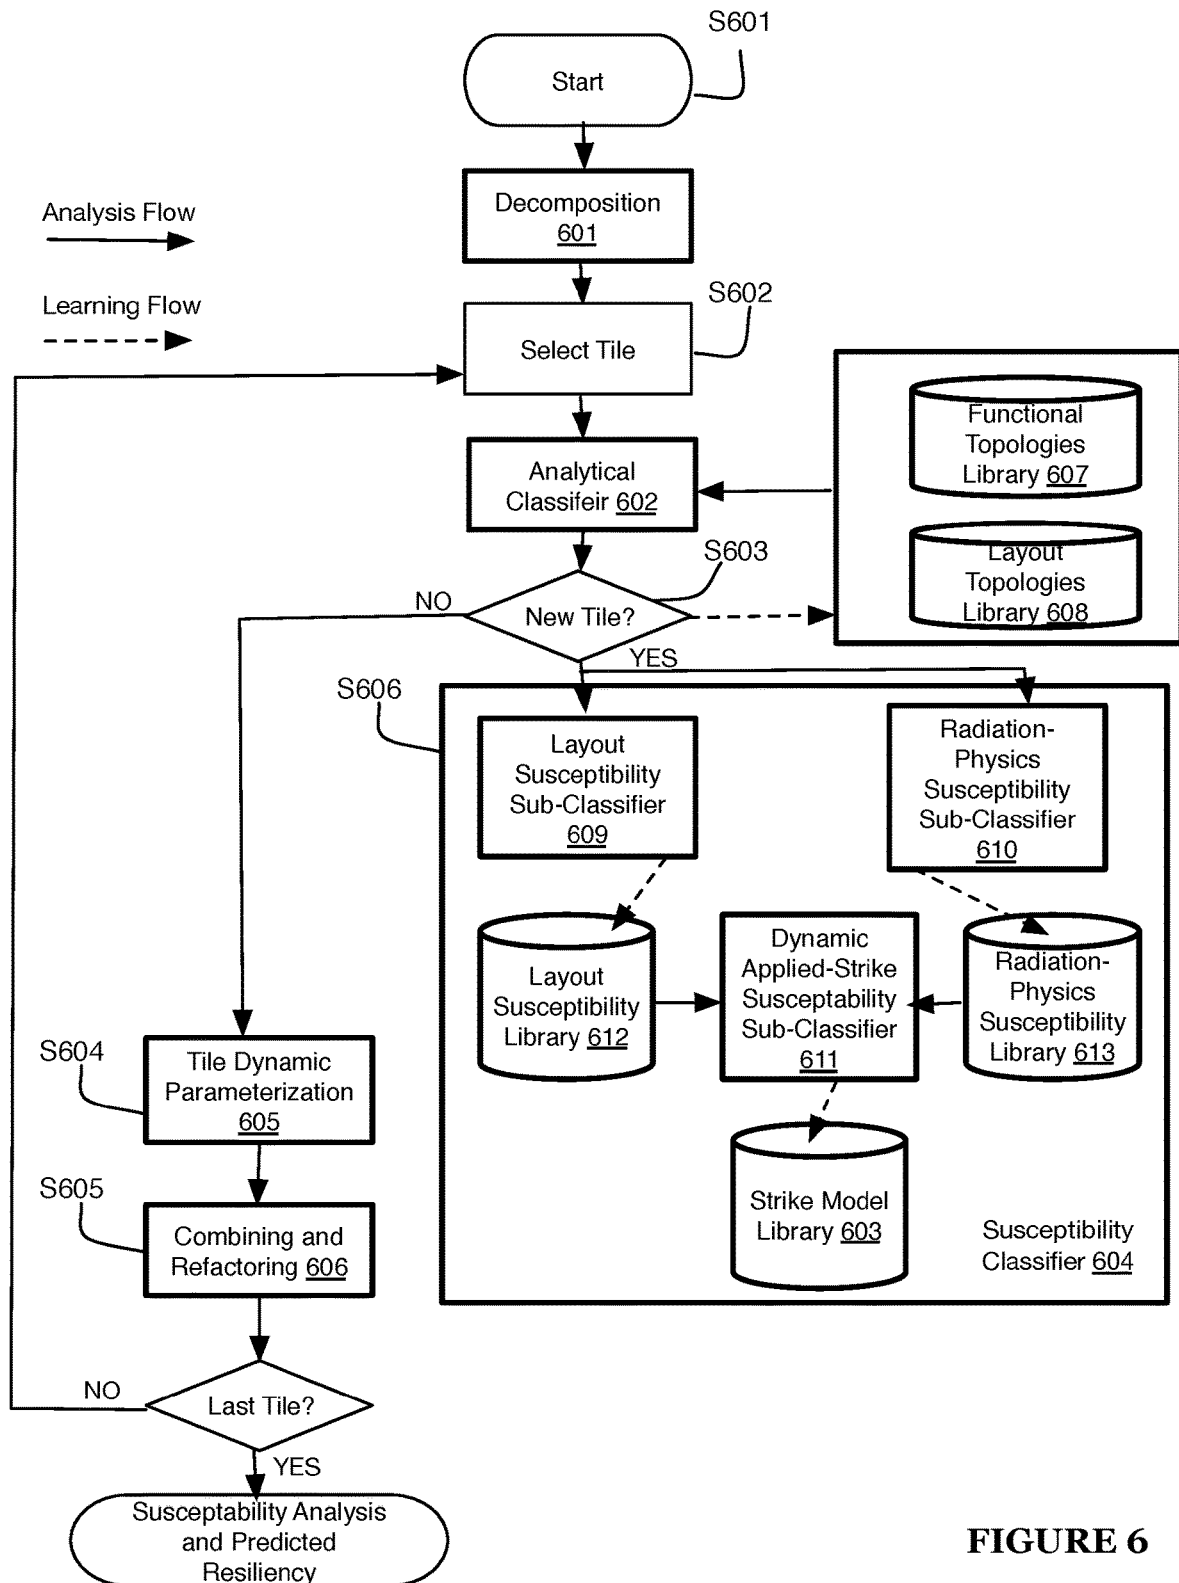 S601
Start
Decomposition
601
Analysis Flow
Learning Flow
S602
Select Tile
Functional
Topologies
Library 607
Analytical
Classifeir 602
Layout
Topologies
Library 608
S603
NO
New Tile?
YES
S606
Layout
Susceptibility
Sub-Classifier
609
Radiation-
Physics
Susceptibility
Sub-Classifier
610
Layout
Susceptibility
Library 612
Dynamic
Applied-Strike
Susceptability
Sub-Classifier
611
Radiation-
Physics
Susceptibility
Library 613
S604
Tile Dynamic
Parameterization
605
S605
Combining and
Refactoring 606
Strike Model
Library 603
Susceptibility
Classifier 604
NO
Last Tile?
YES
Susceptability Analysis
and Predicted
Resiliency
FIGURE 6